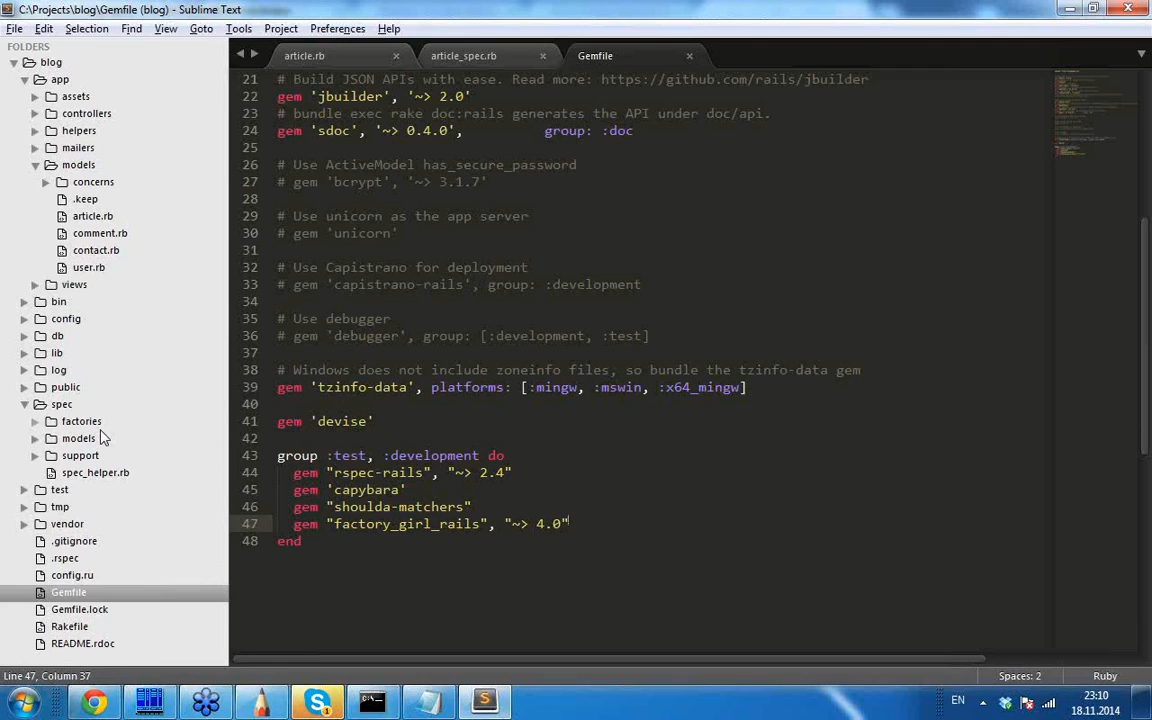 C:\Projects\blog\Gemfile (blog) - Sublime Text
File Edit Selection Find View Goto Tools Project Preferences Help
FOLDERS
blog
app
assets
controllers
helpers
mailers
models
concerns
.keep
article.rb
comment.rb
contact.rb
user.rb
views
bin
config
db
lib
log
public
spec
factories
models
support
spec_helper.rb
test
tmp
vendor
.gitignore
.rspec
config.ru
Gemfile
Gemfile.lock
Rakefile
README.rdoc
article.rb article_spec.rb Gemfile
21 # Build JSON APIs with ease. Read more: https://github.com/rails/jbuilder
22 gem 'jbuilder', '~> 2.0'
23 # bundle exec rake doc:rails generates the API under doc/api.
24 gem 'sdoc', '~> 0.4.0', group: :doc
25
26 # Use ActiveModel has_secure_password
27 # gem 'bcrypt', '~> 3.1.7'
28
29 # Use unicorn as the app server
30 # gem 'unicorn'
31
32 # Use Capistrano for deployment
33 # gem 'capistrano-rails', group: :development
34
35 # Use debugger
36 # gem 'debugger', group: [:development, :test]
37
38 # Windows does not include zoneinfo files, so bundle the tzinfo-data gem
39 gem 'tzinfo-data', platforms: [:mingw, :mswin, :x64_mingw]
40
41 gem 'devise'
42
43 group :test, :development do
44 gem "rspec-rails", "~> 2.4"
45 gem 'capybara'
46 gem "shoulda-matchers"
47 gem "factory_girl_rails", "~> 4.0"
48 end
Line 47, Column 37 Spaces: 2 Ruby
EN 23:10
18.11.2014